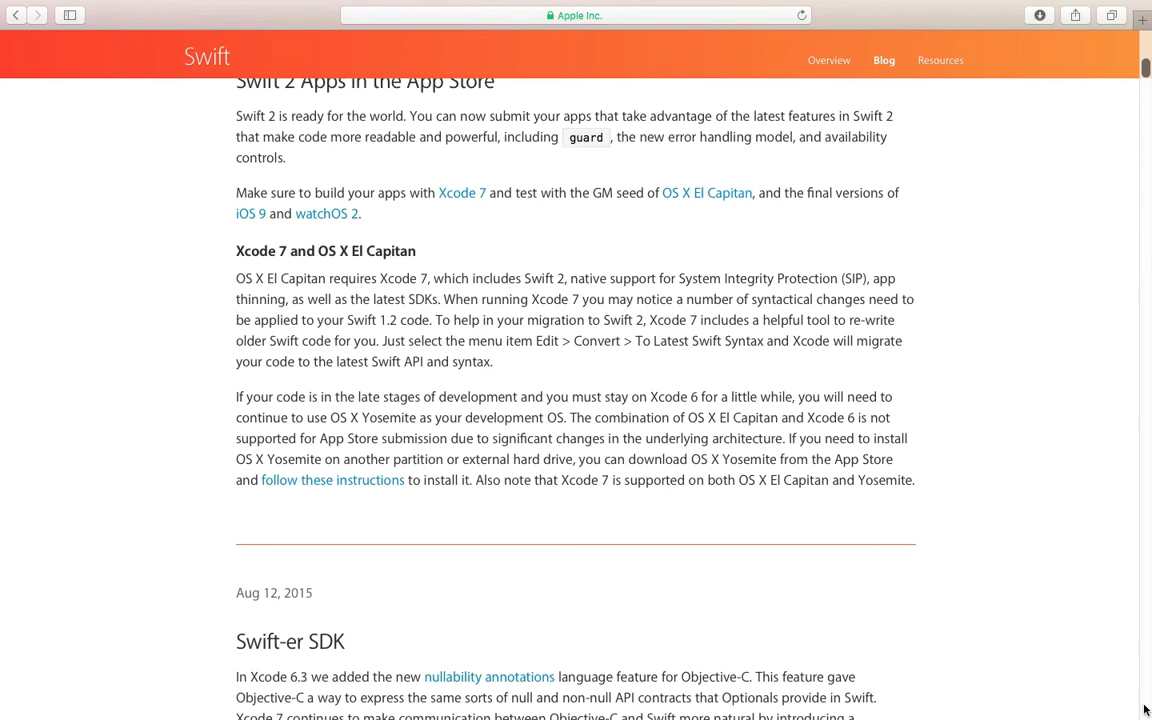 Apple Inc.
Swift
Overview
Blog
Resources
Swift 2 Apps in the App Store
Swift 2 is ready for the world. You can now submit your apps that take advantage of the latest features in Swift 2
that make code more readable and powerful, including guard, the new error handling model, and availability
controls.
Make sure to build your apps with Xcode 7 and test with the GM seed of OS X El Capitan, and the final versions of
iOS 9 and watchOS 2.
Xcode 7 and OS X El Capitan
OS X El Capitan requires Xcode 7, which includes Swift 2, native support for System Integrity Protection (SIP), app
thinning, as well as the latest SDKs. When running Xcode 7 you may notice a number of syntactical changes need to
be applied to your Swift 1.2 code. To help in your migration to Swift 2, Xcode 7 includes a helpful tool to re-write
older Swift code for you. Just select the menu item Edit > Convert > To Latest Swift Syntax and Xcode will migrate
your code to the latest Swift API and syntax.
If your code is in the late stages of development and you must stay on Xcode 6 for a little while, you will need to
continue to use OS X Yosemite as your development OS. The combination of OS X El Capitan and Xcode 6 is not
supported for App Store submission due to significant changes in the underlying architecture. If you need to install
OS X Yosemite on another partition or external hard drive, you can download OS X Yosemite from the App Store
and follow these instructions to install it. Also note that Xcode 7 is supported on both OS X El Capitan and Yosemite.
Aug 12, 2015
Swift-er SDK
In Xcode 6.3 we added the new nullability annotations language feature for Objective-C. This feature gave
Objective-C a way to express the same sorts of null and non-null API contracts that Optionals provide in Swift.
Xcode 7 continues to make communication between Objective-C and Swift more natural by introducing a